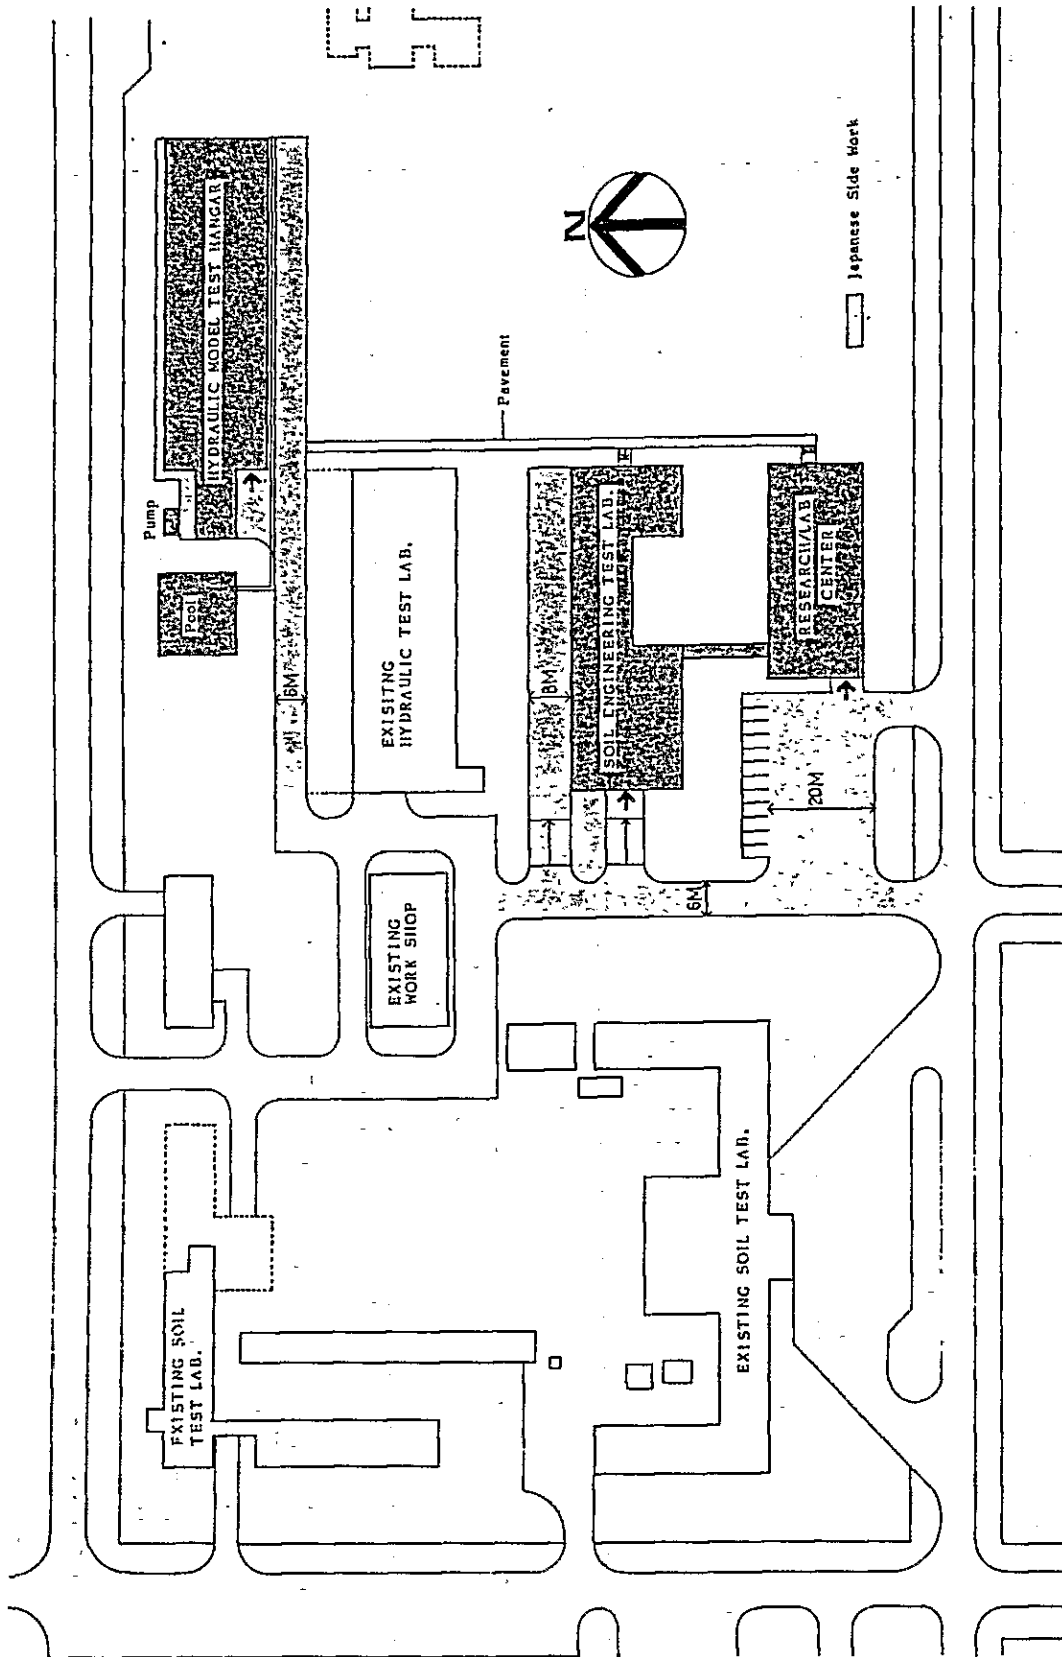 Pump
HYDRAULIC MODEL TEST HANGAR
Pool
6M
N
Japanese Side Work
Pavement
EXISITNG
HYDRAULIC TEST LAB.
8M
SOIL ENGINEERING TEST LAB.
RESEARCH/LAB
CENTER
20M
6M
EXISTING
WORK SHOP
EXISTING SOIL
TEST LAB.
EXISTING SOIL TEST LAB.